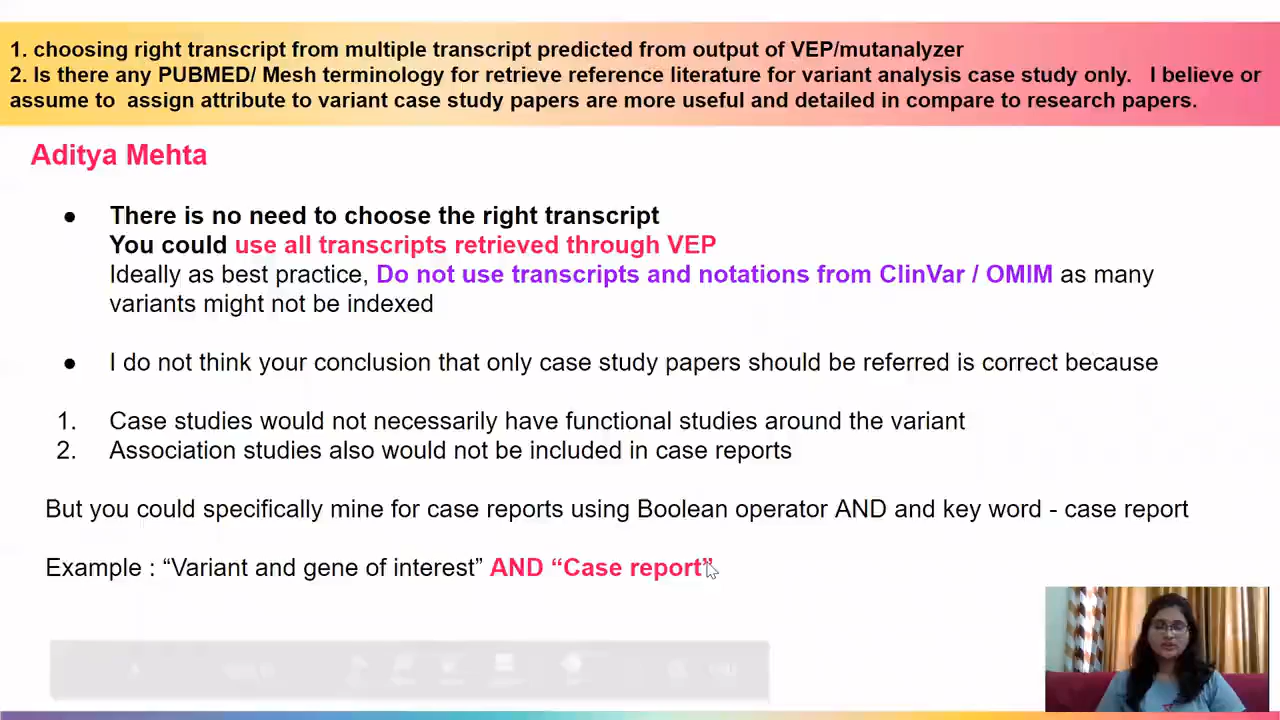 1. choosing right transcript from multiple transcript predicted from output of VEP/mutanalyzer
2. Is there any PUBMED/ Mesh terminology for retrieve reference literature for variant analysis case study only.   I believe or
assume to  assign attribute to variant case study papers are more useful and detailed in compare to research papers.
Aditya Mehta
● There is no need to choose the right transcript
You could use all transcripts retrieved through VEP
Ideally as best practice, Do not use transcripts and notations from ClinVar / OMIM as many
variants might not be indexed
● I do not think your conclusion that only case study papers should be referred is correct because
1. Case studies would not necessarily have functional studies around the variant
2. Association studies also would not be included in case reports
But you could specifically mine for case reports using Boolean operator AND and key word - case report
Example : “Variant and gene of interest” AND “Case report”